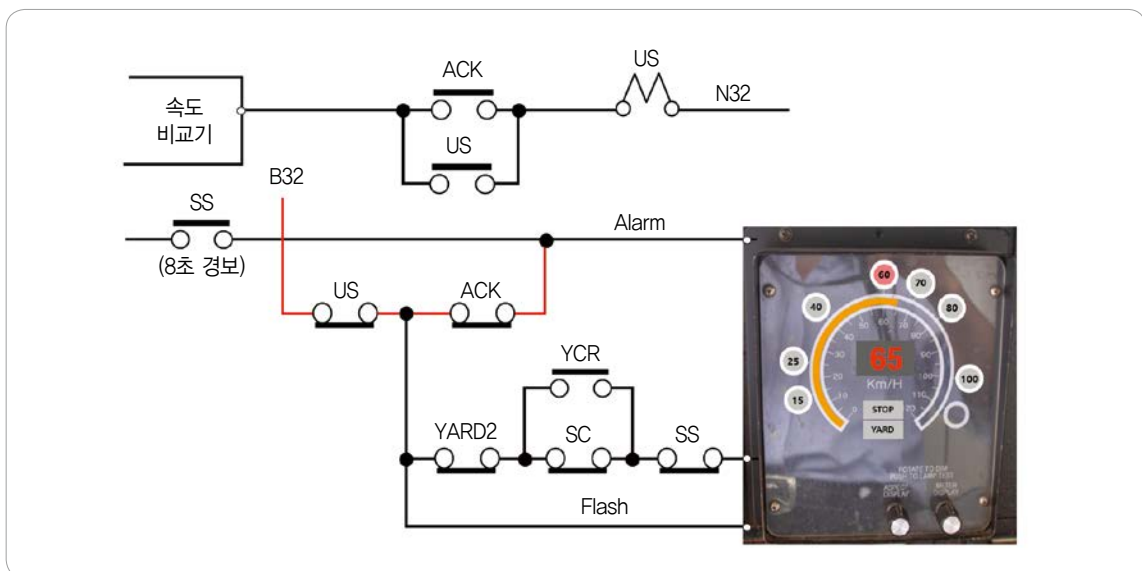 ACK
US
N32
속도
비교기
US
B32
SS
(8초 경보)
Alarm
US
ACK
YCR
YARD2
SC
SS
Flash
60
70
40
80
25
100
15
65
Km/H
STOP
YARD